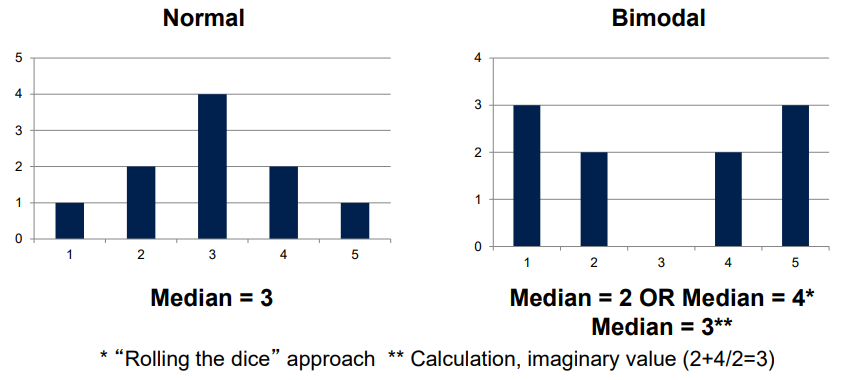 Normal
5
4
3
2
1
0
1 2 3 4 5
Median = 3
Bimodal
4
3
2
1
0
1 2 3 4 5
Median = 2 OR Median = 4*
Median = 3**
* “Rolling the dice” approach ** Calculation, imaginary value (2+4/2=3)